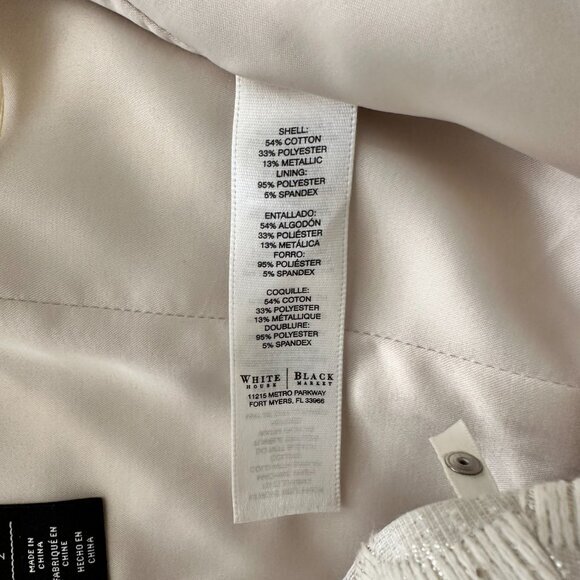 SHELL:
54% COTTON
33% POLYESTER
13% METALLIC
LINING:
95% POLYESTER
5% SPANDEX
ENTALLADO:
54% ALGODÓN
33% POLIÉSTER
13% METÁLICA
FORRO:
95% POLIÉSTER
5% SPANDEX
COQUILLE:
54% COTON
33% POLYESTER
13% MÉTALLIQUE
DOUBLURE:
95% POLYESTER
5% SPANDEX
WHITE | BLACK
HOUSE | MARKET
11215 METRO PARKWAY
FORT MYERS, FL 33966
MADE IN
CHINA
FABRIQUÉ EN
CHINE
HECHO EN
CHINA